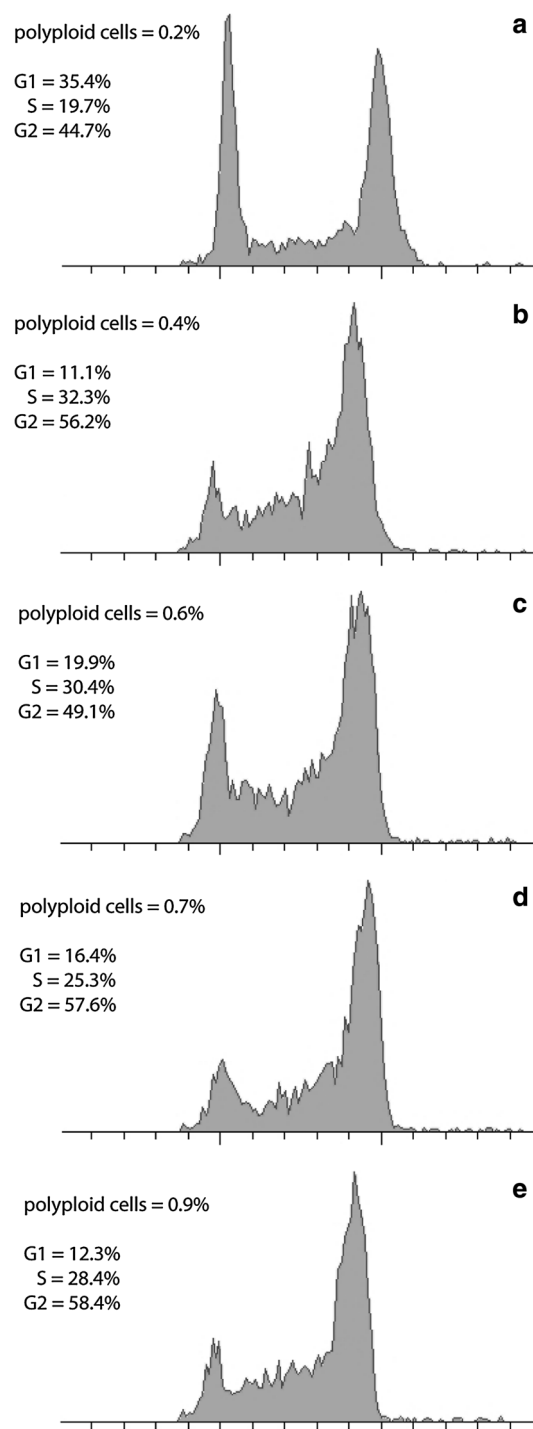 a
polyploid cells = 0.2%
G1 = 35.4%
S = 19.7%
G2 = 44.7%
b
polyploid cells = 0.4%
G1 = 11.1%
S = 32.3%
G2 = 56.2%
c
polyploid cells = 0.6%
G1 = 19.9%
S = 30.4%
G2 = 49.1%
d
polyploid cells = 0.7%
G1 = 16.4%
S = 25.3%
G2 = 57.6%
e
polyploid cells = 0.9%
G1 = 12.3%
S = 28.4%
G2 = 58.4%